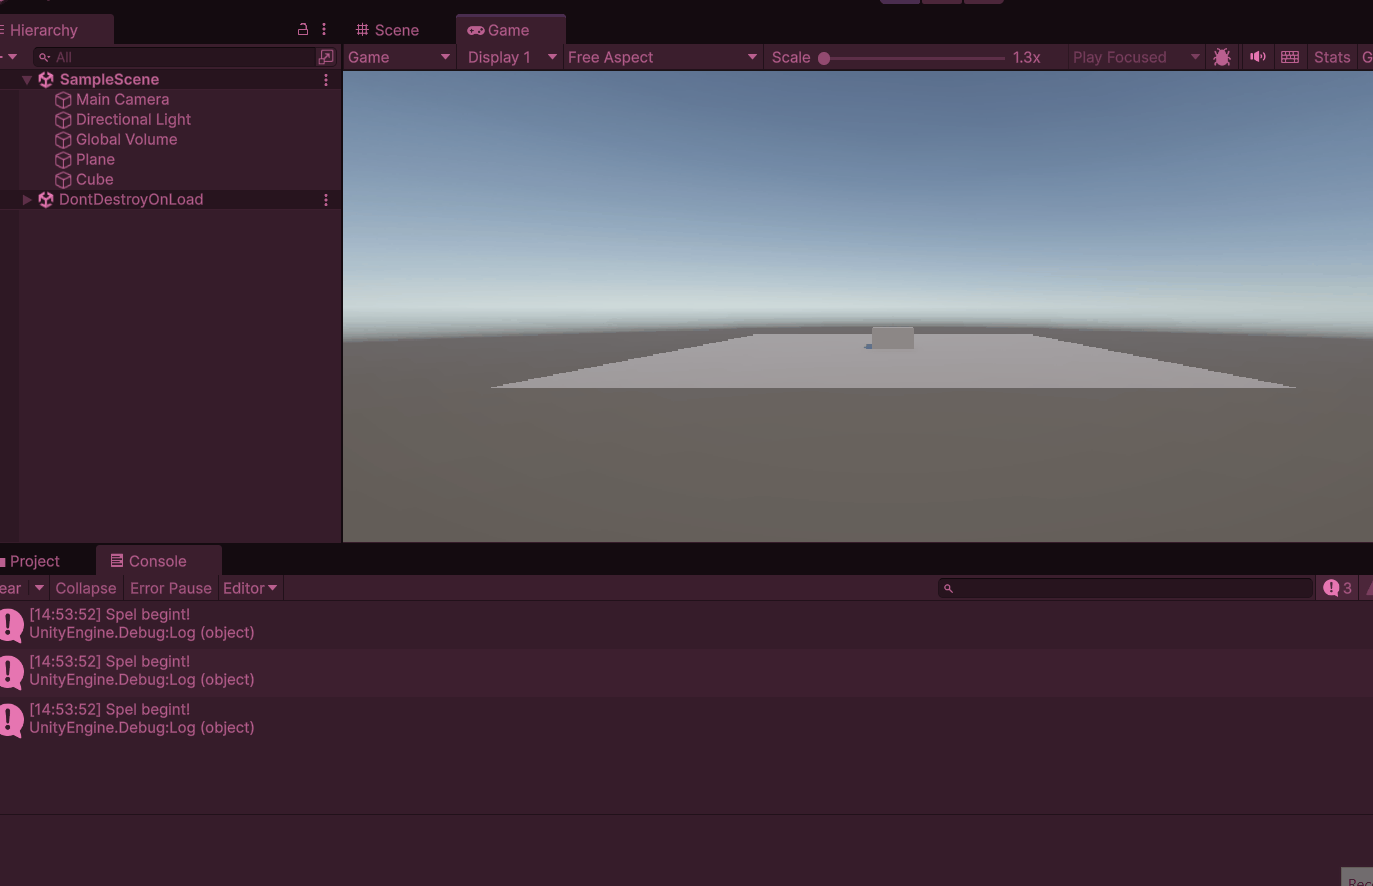 Hierarchy
All
SampleScene
Main Camera
Directional Light
Global Volume
Plane
Cube
DontDestroyOnLoad
Scene Game
Game Display 1 Free Aspect Scale 1.3x Play Focused Stats G
Project Console
ear Collapse Error Pause Editor 3
[14:53:52] Spel begint!
UnityEngine.Debug:Log (object)
[14:53:52] Spel begint!
UnityEngine.Debug:Log (object)
[14:53:52] Spel begint!
UnityEngine.Debug:Log (object)